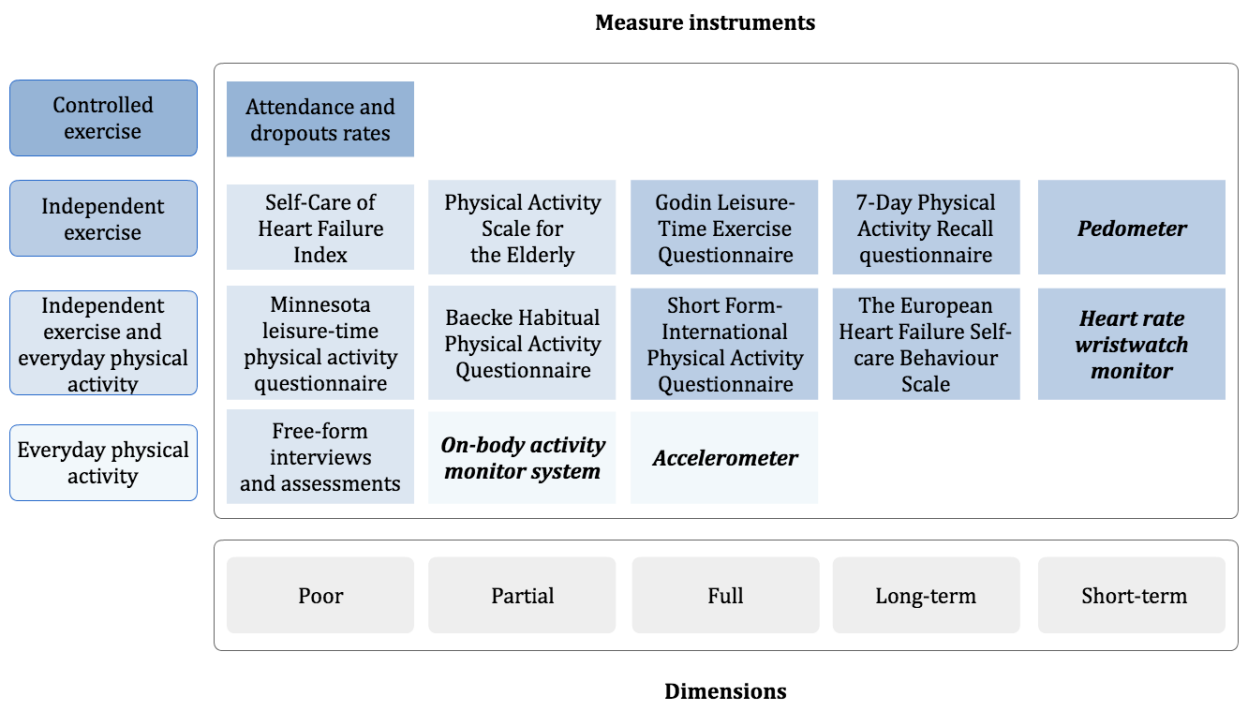 Measure instruments
Controlled
exercise
Attendance and
dropouts rates
Independent
exercise
Self-Care of
Heart Failure
Index
Physical Activity
Scale for
the Elderly
Godin Leisure-
Time Exercise
Questionnaire
7-Day Physical
Activity Recall
questionnaire
Pedometer
Independent
exercise and
everyday physical
activity
Minnesota
leisure-time
physical activity
questionnaire
Baecke Habitual
Physical Activity
Questionnaire
Short Form-
International
Physical Activity
Questionnaire
The European
Heart Failure Self-
care Behaviour
Scale
Heart rate
wristwatch
monitor
Everyday physical
activity
Free-form
interviews
and assessments
On-body activity
monitor system
Accelerometer
Poor
Partial
Full
Long-term
Short-term
Dimensions